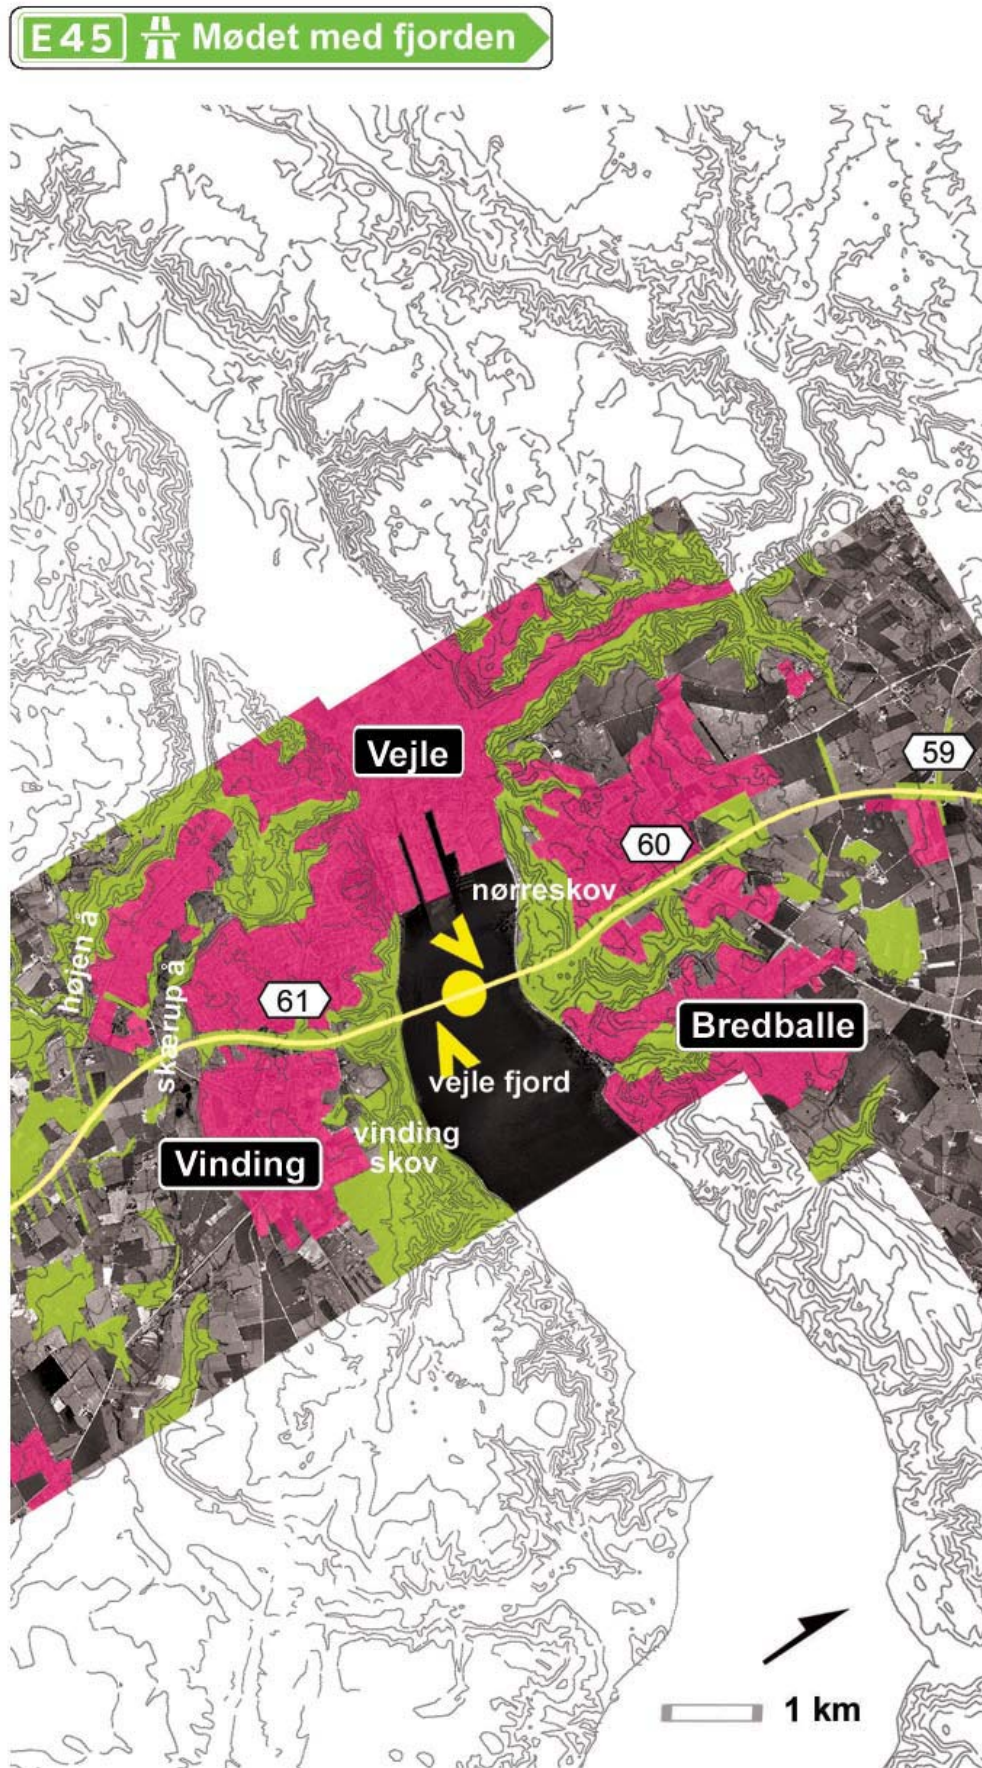 E45 Mødet med fjorden
Vejle
59
60
nørreskov
højen å
skærup å
61
Bredballe
vejle fjord
vinding
skov
Vinding
1 km